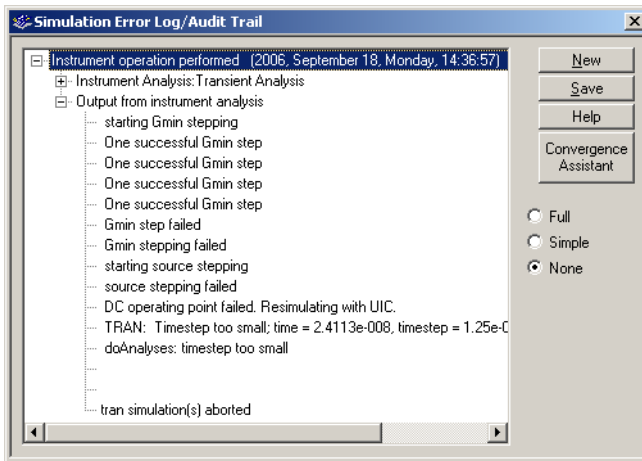 Simulation Error Log/Audit Trail
Instrument operation performed (2006, September 18, Monday, 14:36:57)
Instrument Analysis:Transient Analysis
Output from instrument analysis
starting Gmin stepping
One successful Gmin step
One successful Gmin step
One successful Gmin step
One successful Gmin step
Gmin step failed
Gmin stepping failed
starting source stepping
source stepping failed
DC operating point failed. Resimulating with UIC.
TRAN: Timestep too small; time = 2.4113e-008, timestep = 1.25e-0
doAnalyses: timestep too small
tran simulation(s) aborted
New
Save
Help
Convergence
Assistant
Full
Simple
None